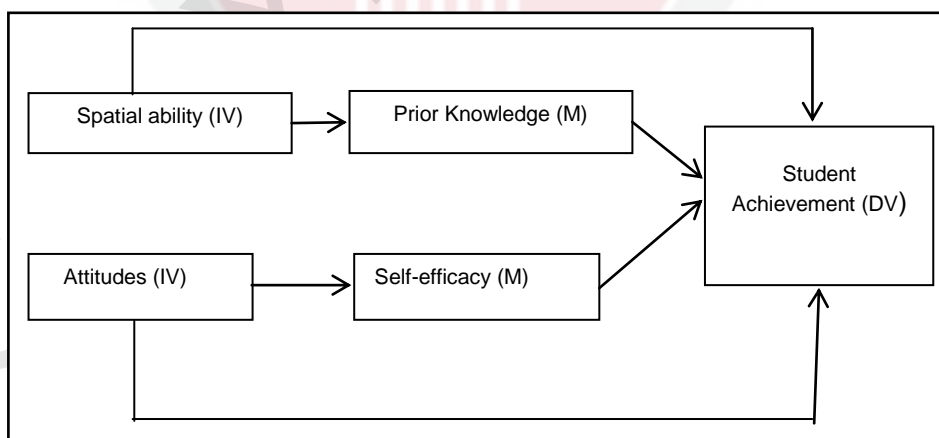 Spatial ability (IV)
Prior Knowledge (M)
Student
Achievement (DV)
Attitudes (IV)
Self-efficacy (M)